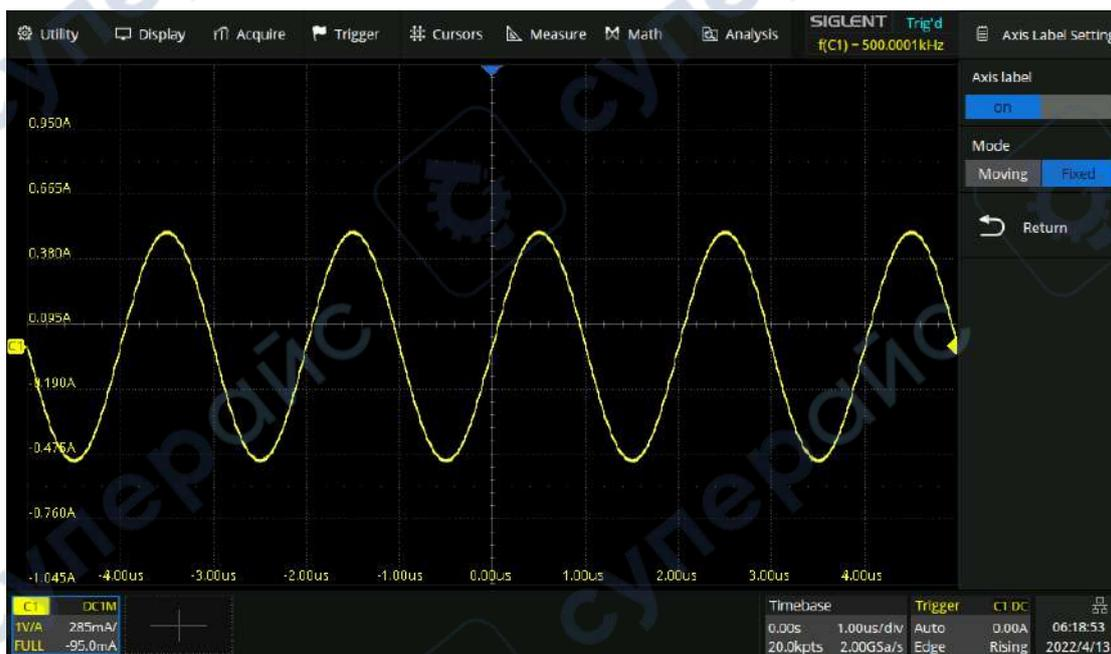 Utility Display Acquire Trigger Cursors Measure Math Analysis
SIGLENT Trig'd
f(C1) = 500.0001kHz
Axis Label Setting
Axis label
on
Mode
Moving Fixed
Return
0.950A
0.665A
0.380A
0.095A
C1
-0.190A
-0.475A
-0.760A
-1.045A -4.00us -3.00us -2.00us -1.00us 0.00us 1.00us 2.00us 3.00us 4.00us
C1 DC1M
1V/A 285mA/
FULL -95.0mA
Timebase
0.00s 1.00us/div
20.0kpts 2.00GSa/s
Trigger C1 DC
Auto 0.00A
Edge Rising
06:18:53
2022/4/13
суперайс
суперайс
суперайс